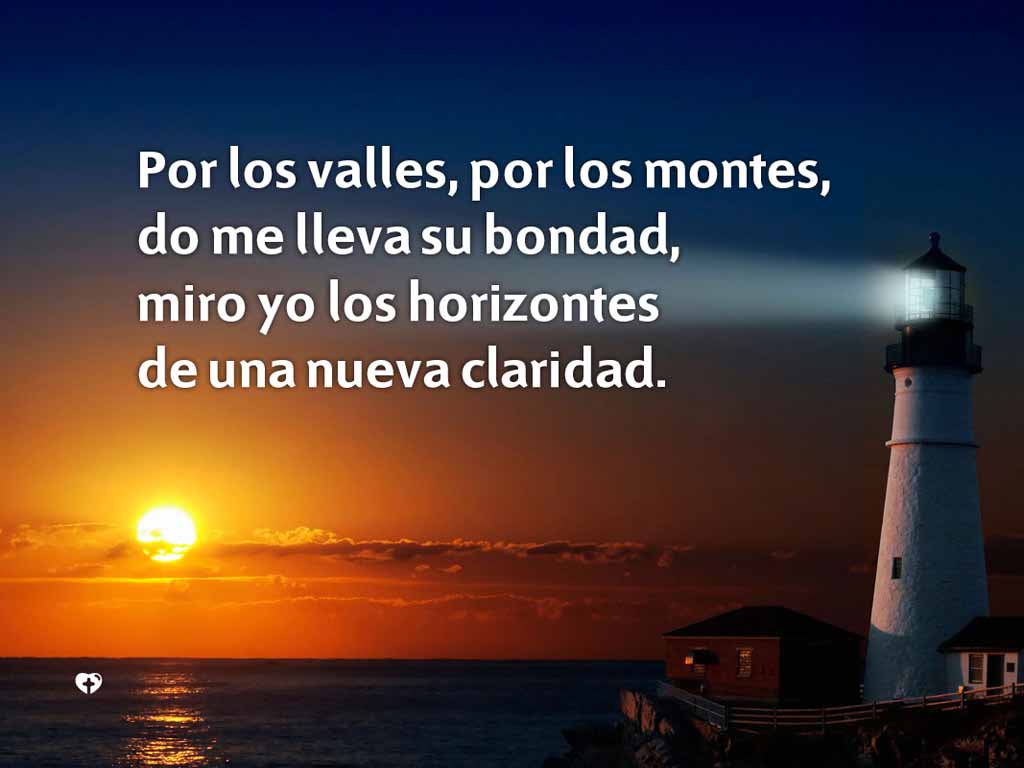 Por los valles, por los montes,
do me lleva su bondad,
miro yo los horizontes
de una nueva claridad.